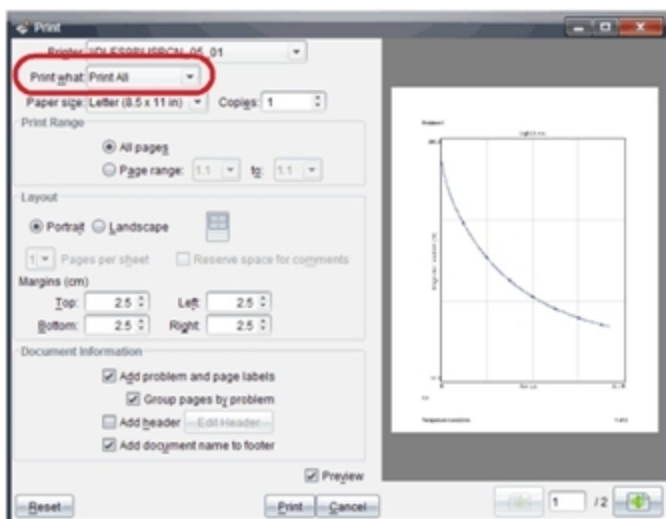 Print
Printer:
Print what: Print All
Paper size: Letter (8.5 x 11 in) Copies: 1
Print Range
All pages
Page range: 1.1 to: 1.1
Layout
Portrait Landscape
1 Pages per sheet Reserve space for comments
Margins (cm)
Top: 2.5 Left: 2.5
Bottom: 2.5 Right: 2.5
Document Information
Add problem and page labels
Group pages by problem
Add header Edit Header
Add document name to footer
Preview
Reset Print Cancel
1 / 2